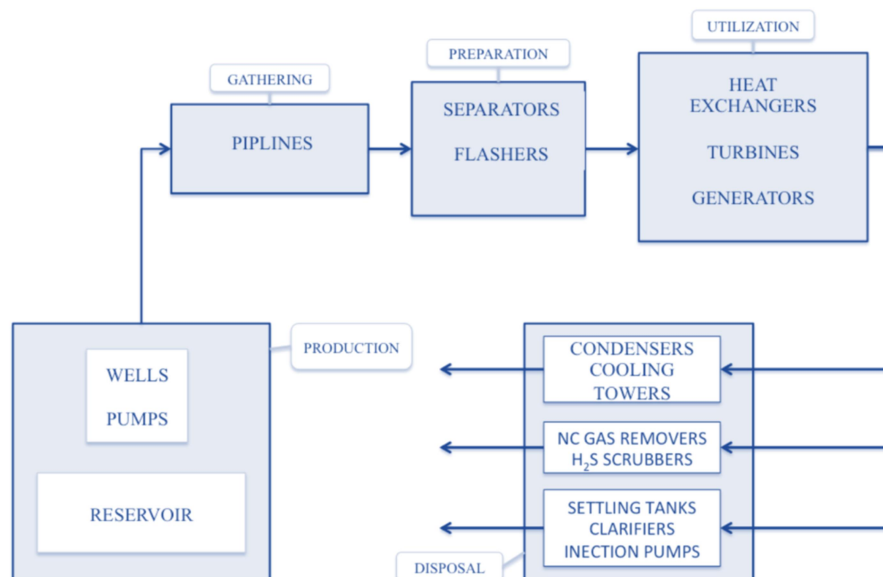 UTILIZATION
PREPARATION
GATHERING
HEAT
EXCHANGERS
TURBINES
GENERATORS
SEPARATORS
FLASHERS
PIPLINES
PRODUCTION
WELLS
PUMPS
RESERVOIR
CONDENSERS
COOLING
TOWERS
NC GAS REMOVERS
H₂S SCRUBBERS
SETTLING TANKS
CLARIFIERS
INECTION PUMPS
DISPOSAL